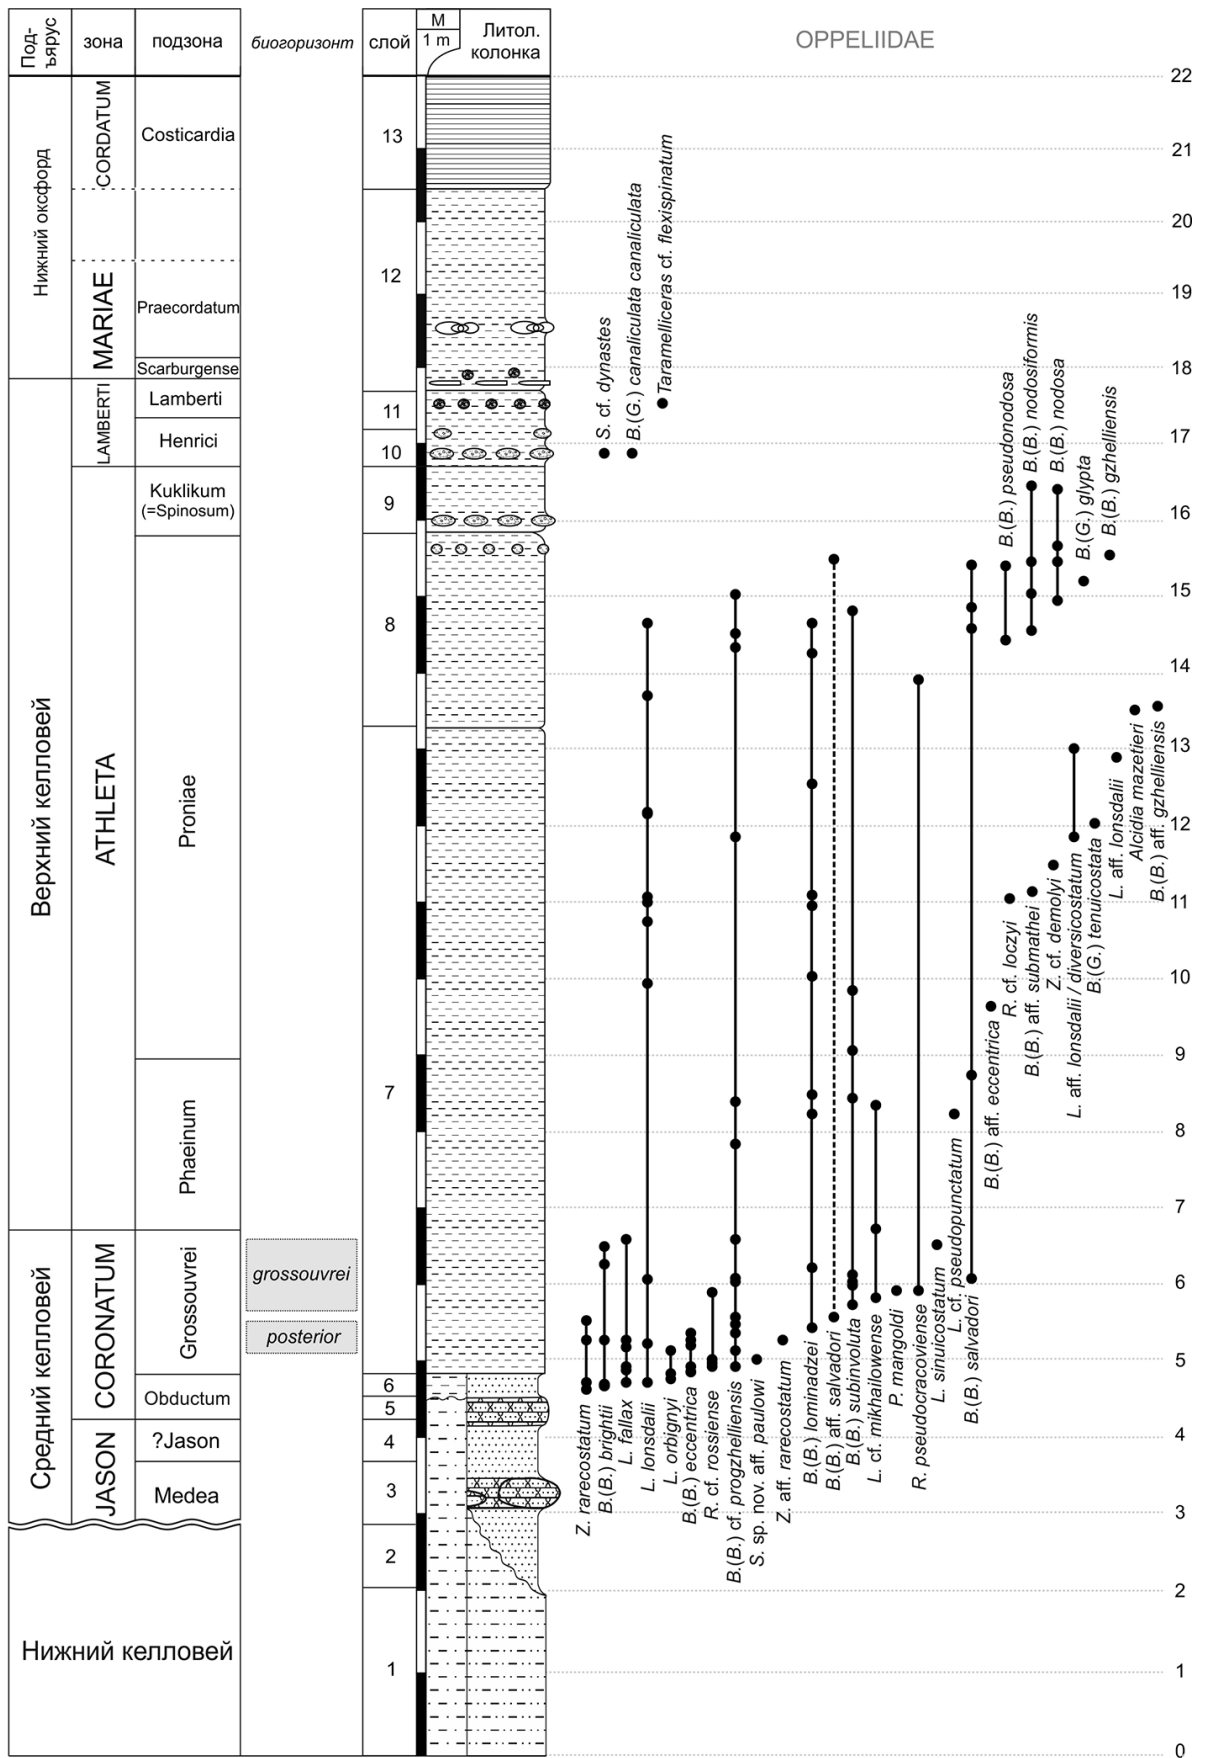 Под-
ъярус
зона
подзона
биогоризонт
слой
М
1 m
Литол.
колонка
OPPELIIDAE
Нижний оксфорд
Верхний келловей
Средний келловей
Нижний келловей
CORDATUM
MARIAE
LAMBERTI
ATHLETA
CORONATUM
JASON
Costicardia
Praecordatum
Scarburgense
Lamberti
Henrici
Kuklikum
(=Spinosum)
Proniae
Phaeinum
Grossouvrei
Obductum
?Jason
Medea
grossouvrei
posterior
13
12
11
10
9
8
7
6
5
4
3
2
1
S. cf. dynastes
B.(G.) canaliculata canaliculata
Taramelliceras cf. flexispinatum
Z. rarecostatum
B.(B.) brightii
L. fallax
L. lonsdalii
L. orbignyi
B.(B.) eccentrica
R. cf. rossiense
B.(B.) cf. progzhelliensis
S. sp. nov. aff. paulowi
Z. aff. rarecostatum
B.(B.) lominadzei
B.(B.) aff. salvadori
B.(B.) subinvoluta
L. cf. mikhailowense
P. mangoldi
R. pseudocracoviense
L. sinuicostatum
L. cf. pseudopunctatum
B.(B.) salvadori
B.(B.) aff. eccentrica
R. cf. loczyi
B.(B.) aff. submathei
Z. cf. demolyi
L. aff. lonsdalii / diversicostatum
B.(G.) tenuicostata
L. aff. lonsdalii
Alcidia mazetieri
B.(B.) aff. gzhelliensis
B.(B.) pseudonodosa
B.(B.) nodosiformis
B.(B.) nodosa
B.(G.) glypta
B.(B.) gzhelliensis
22
21
20
19
18
17
16
15
14
13
12
11
10
9
8
7
6
5
4
3
2
1
0